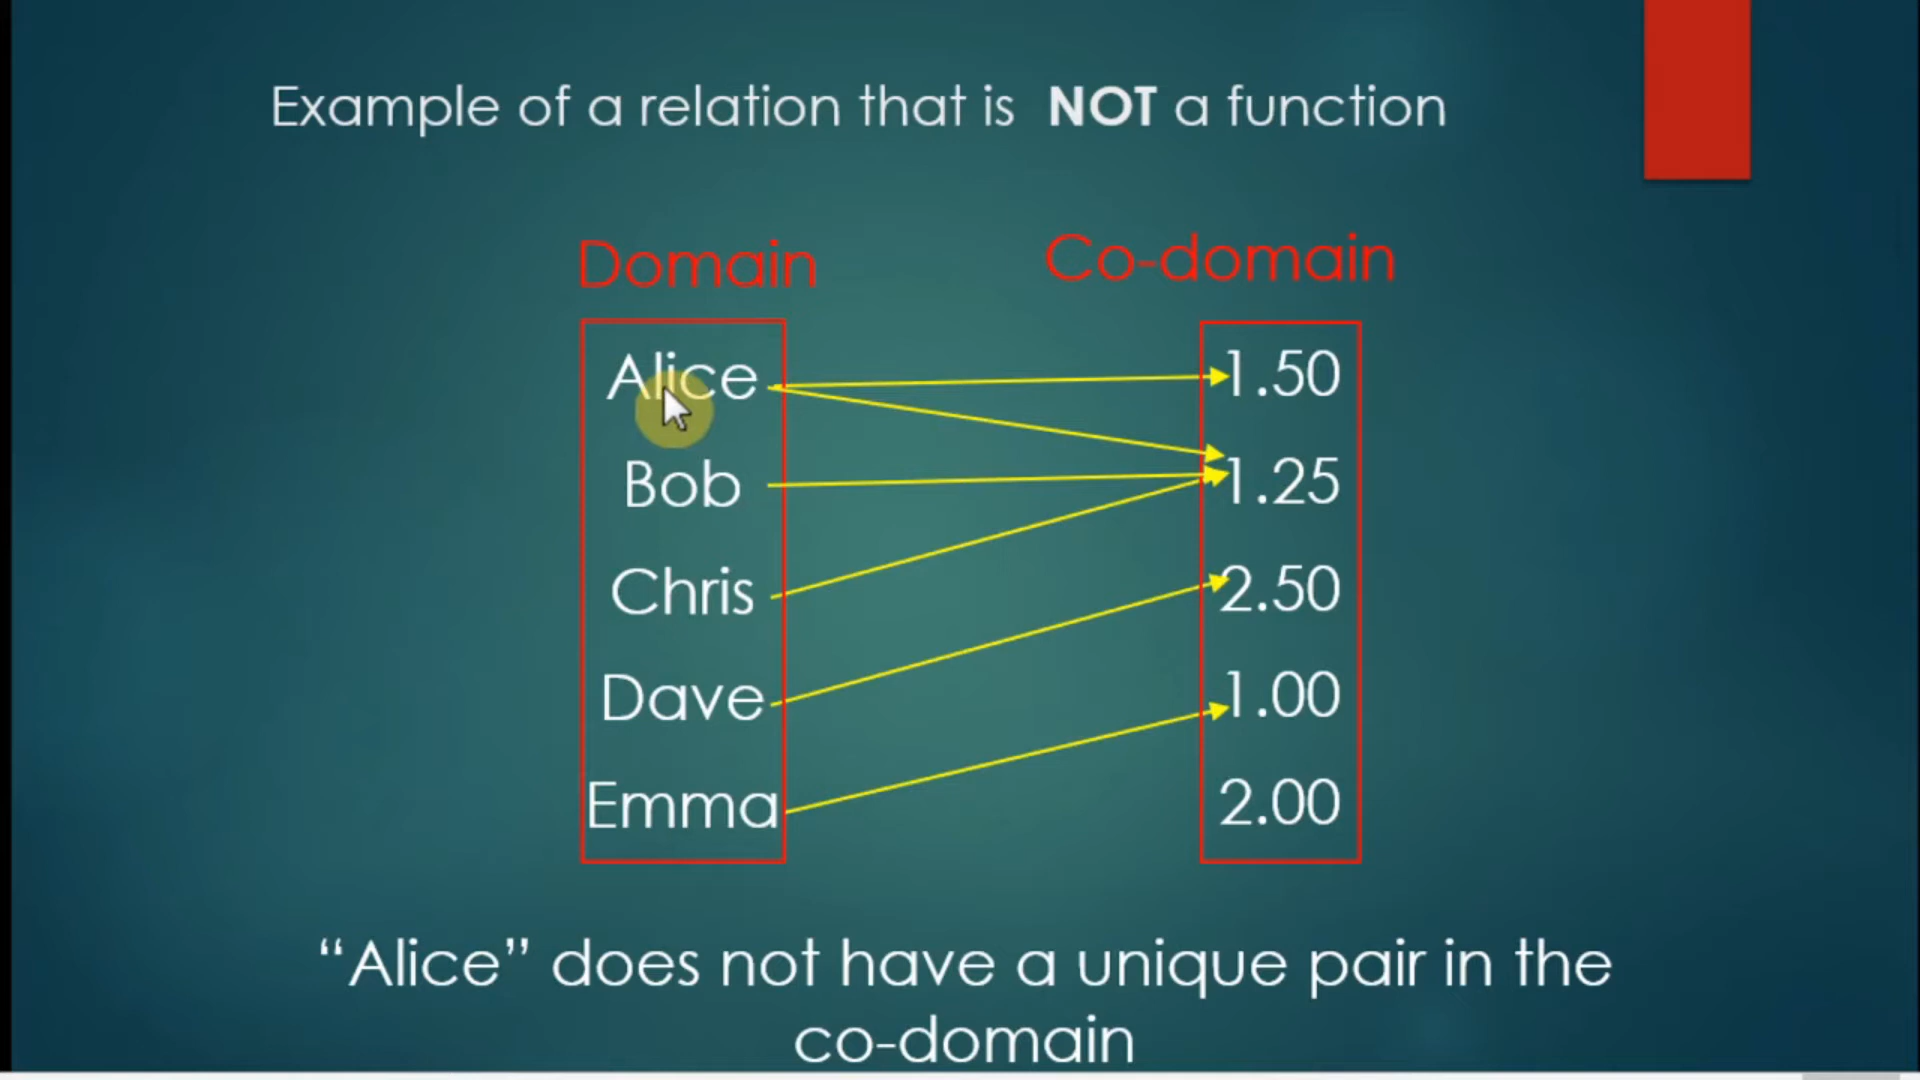 Example of a relation that is NOT a function
Domain
Co-domain
Alice
1.50
Bob
1.25
Chris
2.50
Dave
1.00
Emma
2.00
“Alice” does not have a unique pair in the
co-domain